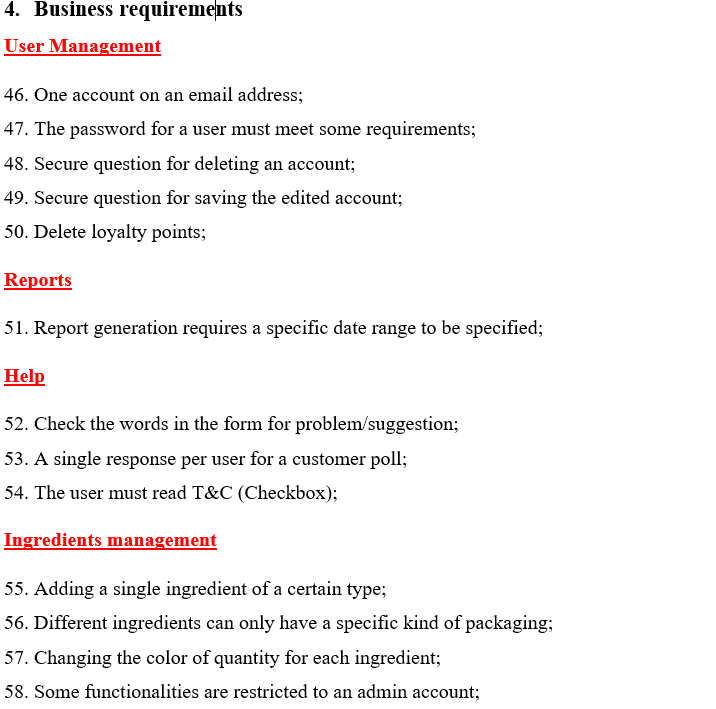 4. Business requirements
User Management
46. One account on an email address;
47. The password for a user must meet some requirements;
48. Secure question for deleting an account;
49. Secure question for saving the edited account;
50. Delete loyalty points;
Reports
51. Report generation requires a specific date range to be specified;
Help
52. Check the words in the form for problem/suggestion;
53. A single response per user for a customer poll;
54. The user must read T&C (Checkbox);
Ingredients management
55. Adding a single ingredient of a certain type;
56. Different ingredients can only have a specific kind of packaging;
57. Changing the color of quantity for each ingredient;
58. Some functionalities are restricted to an admin account;